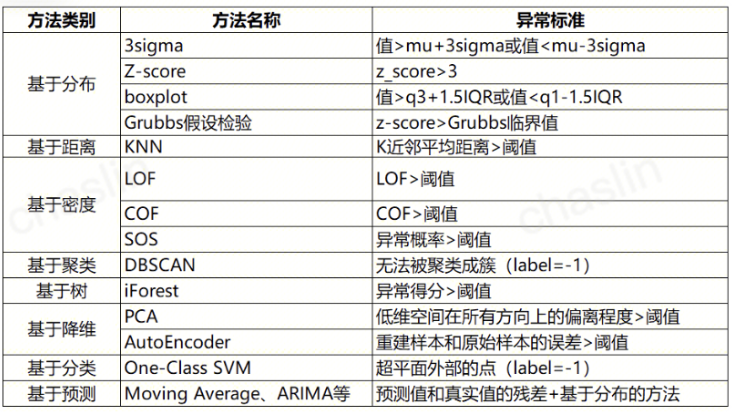 方法类别 方法名称 异常标准
基于分布 3sigma 值>mu+3sigma或值<mu-3sigma
Z-score z_score>3
boxplot 值>q3+1.5IQR或值<q1-1.5IQR
Grubbs假设检验 z-score>Grubbs临界值
基于距离 KNN K近邻平均距离>阈值
基于密度 LOF LOF>阈值
COF COF>阈值
SOS 异常概率>阈值
基于聚类 DBSCAN 无法被聚类成簇（label=-1）
基于树 iForest 异常得分>阈值
基于降维 PCA 低维空间在所有方向上的偏离程度>阈值
AutoEncoder 重建样本和原始样本的误差>阈值
基于分类 One-Class SVM 超平面外部的点（label=-1）
基于预测 Moving Average、ARIMA等 预测值和真实值的残差+基于分布的方法
chaslin
chaslin